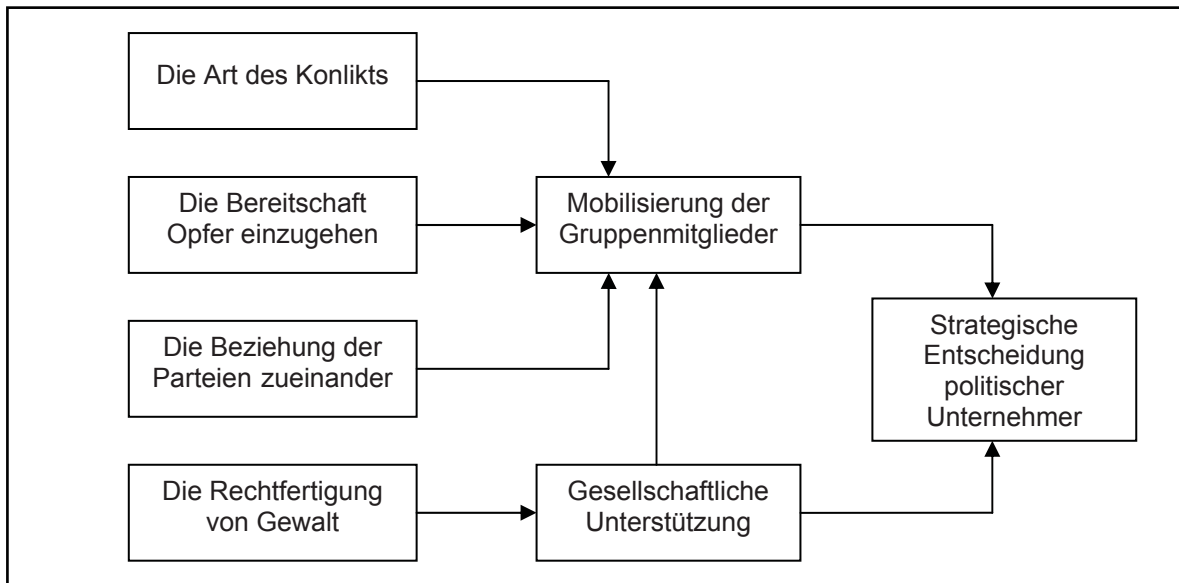 Die Art des Konlikts
Die Bereitschaft
Opfer einzugehen
Mobilisierung der
Gruppenmitglieder
Die Beziehung der
Parteien zueinander
Strategische
Entscheidung
politischer
Unternehmer
Die Rechtfertigung
von Gewalt
Gesellschaftliche
Unterstützung